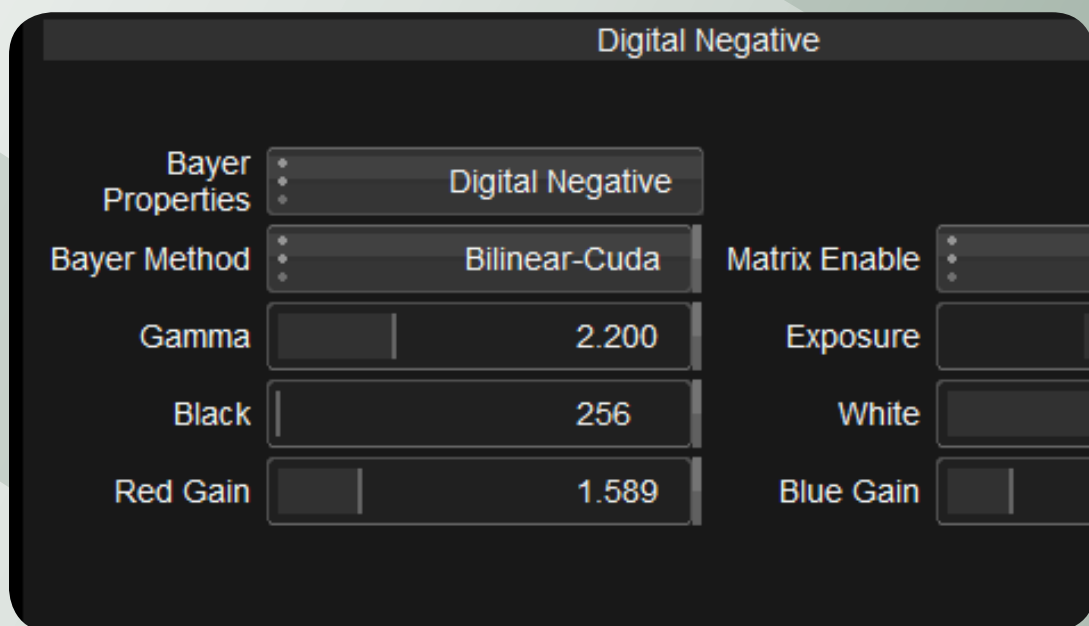 Digital Negative
Bayer
Properties
Digital Negative
Bayer Method
Bilinear-Cuda
Matrix Enable
Gamma
2.200
Exposure
Black
256
White
Red Gain
1.589
Blue Gain